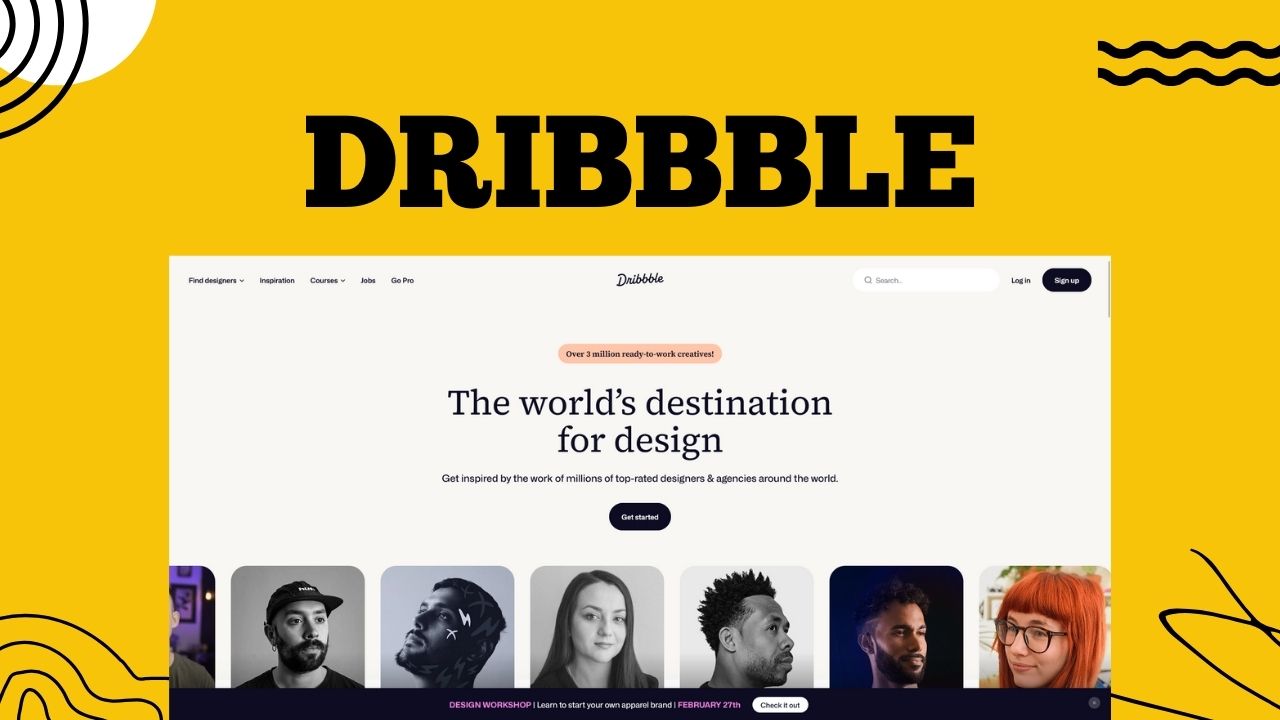 DRIBBBLE
Find designers Inspiration Courses Jobs Go Pro Dribbble Search... Log in Sign up
Over 3 million ready-to-work creatives!
The world’s destination
for design
Get inspired by the work of millions of top-rated designers & agencies around the world.
Get started
DESIGN WORKSHOP | Learn to start your own apparel brand | FEBRUARY 27th Check it out